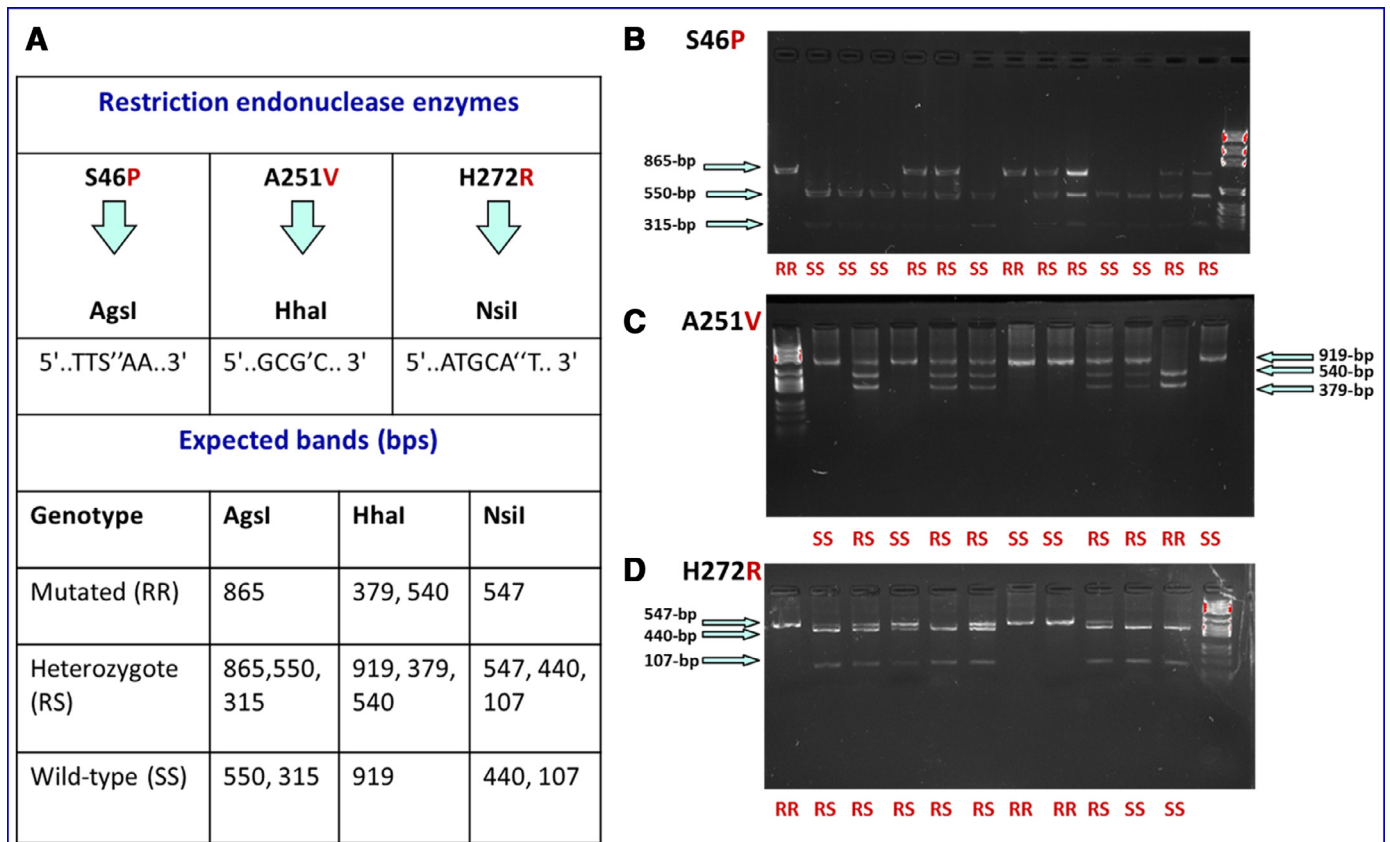 A
Restriction endonuclease enzymes
S46P A251V H272R
AgsI HhaI NsiI
5'..TTS’’AA..3' 5'..GCG'C.. 3' 5'..ATGCA“T.. 3'
Expected bands (bps)
Genotype AgsI HhaI NsiI
Mutated (RR) 865 379, 540 547
Heterozygote 865,550, 919, 379, 547, 440,
(RS) 315 540 107
Wild-type (SS) 550, 315 919 440, 107
B S46P
865-bp
550-bp
315-bp
RR SS SS SS RS RS SS RR RS RS SS SS RS RS
C A251V
919-bp
540-bp
379-bp
SS RS SS RS RS SS SS RS RS RR SS
D H272R
547-bp
440-bp
107-bp
RR RS RS RS RS RS RR RR RS SS SS